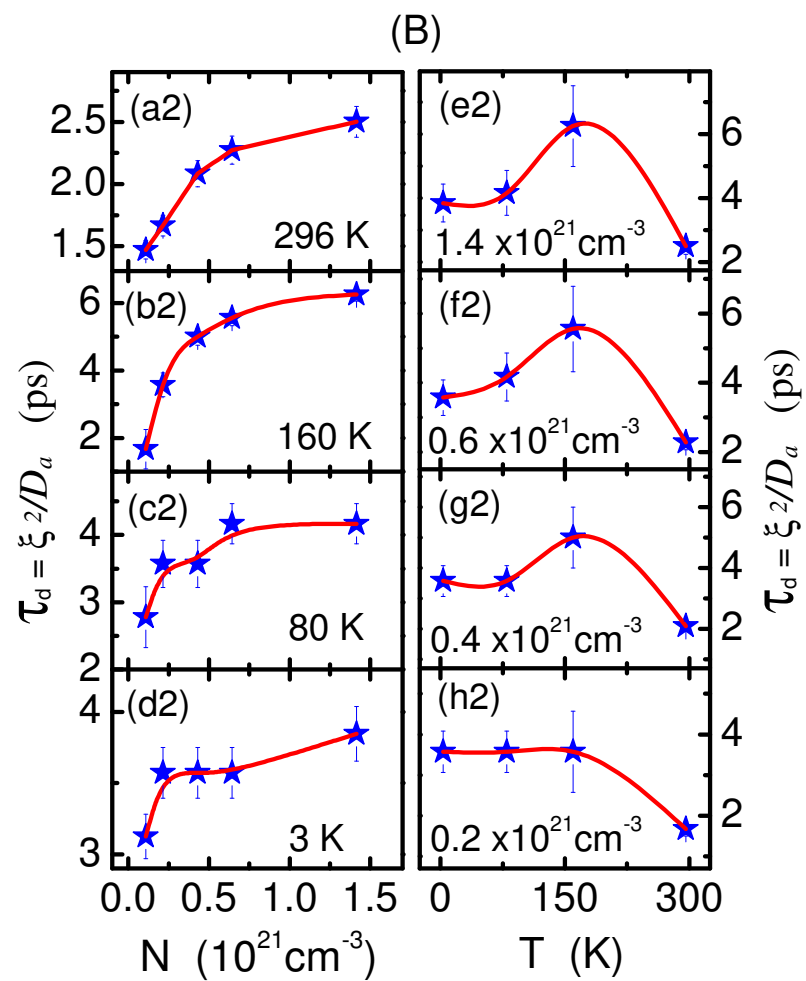 (B)
(a2)
2.5
2.0
1.5
296 K
(b2)
6
4
2
160 K
(c2)
4
3
2
80 K
(d2)
4
3
3 K
0.0 0.5 1.0 1.5
N (10²¹cm⁻³)
τd = ξ²/Da (ps)
(e2)
6
4
2
1.4 x10²¹cm⁻³
(f2)
6
4
2
0.6 x10²¹cm⁻³
(g2)
6
4
2
0.4 x10²¹cm⁻³
(h2)
4
2
0.2 x10²¹cm⁻³
0 150 300
T (K)
τd = ξ²/Da (ps)